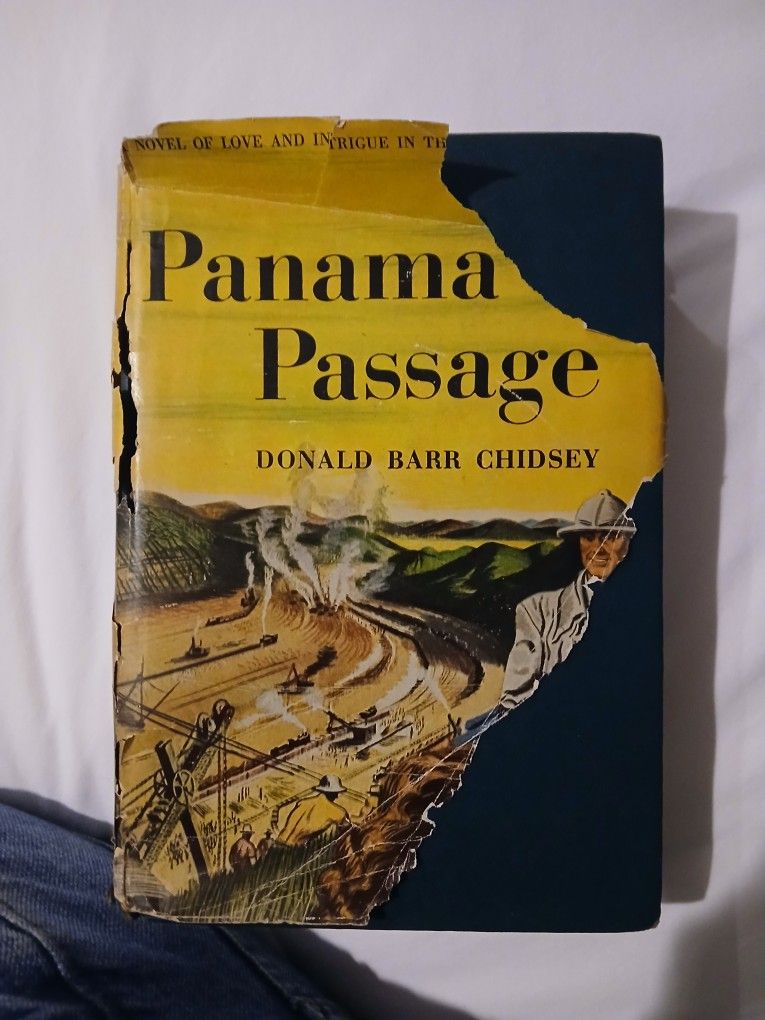 NOVEL OF LOVE AND INTRIGUE IN TH
Panama
Passage
DONALD BARR CHIDSEY